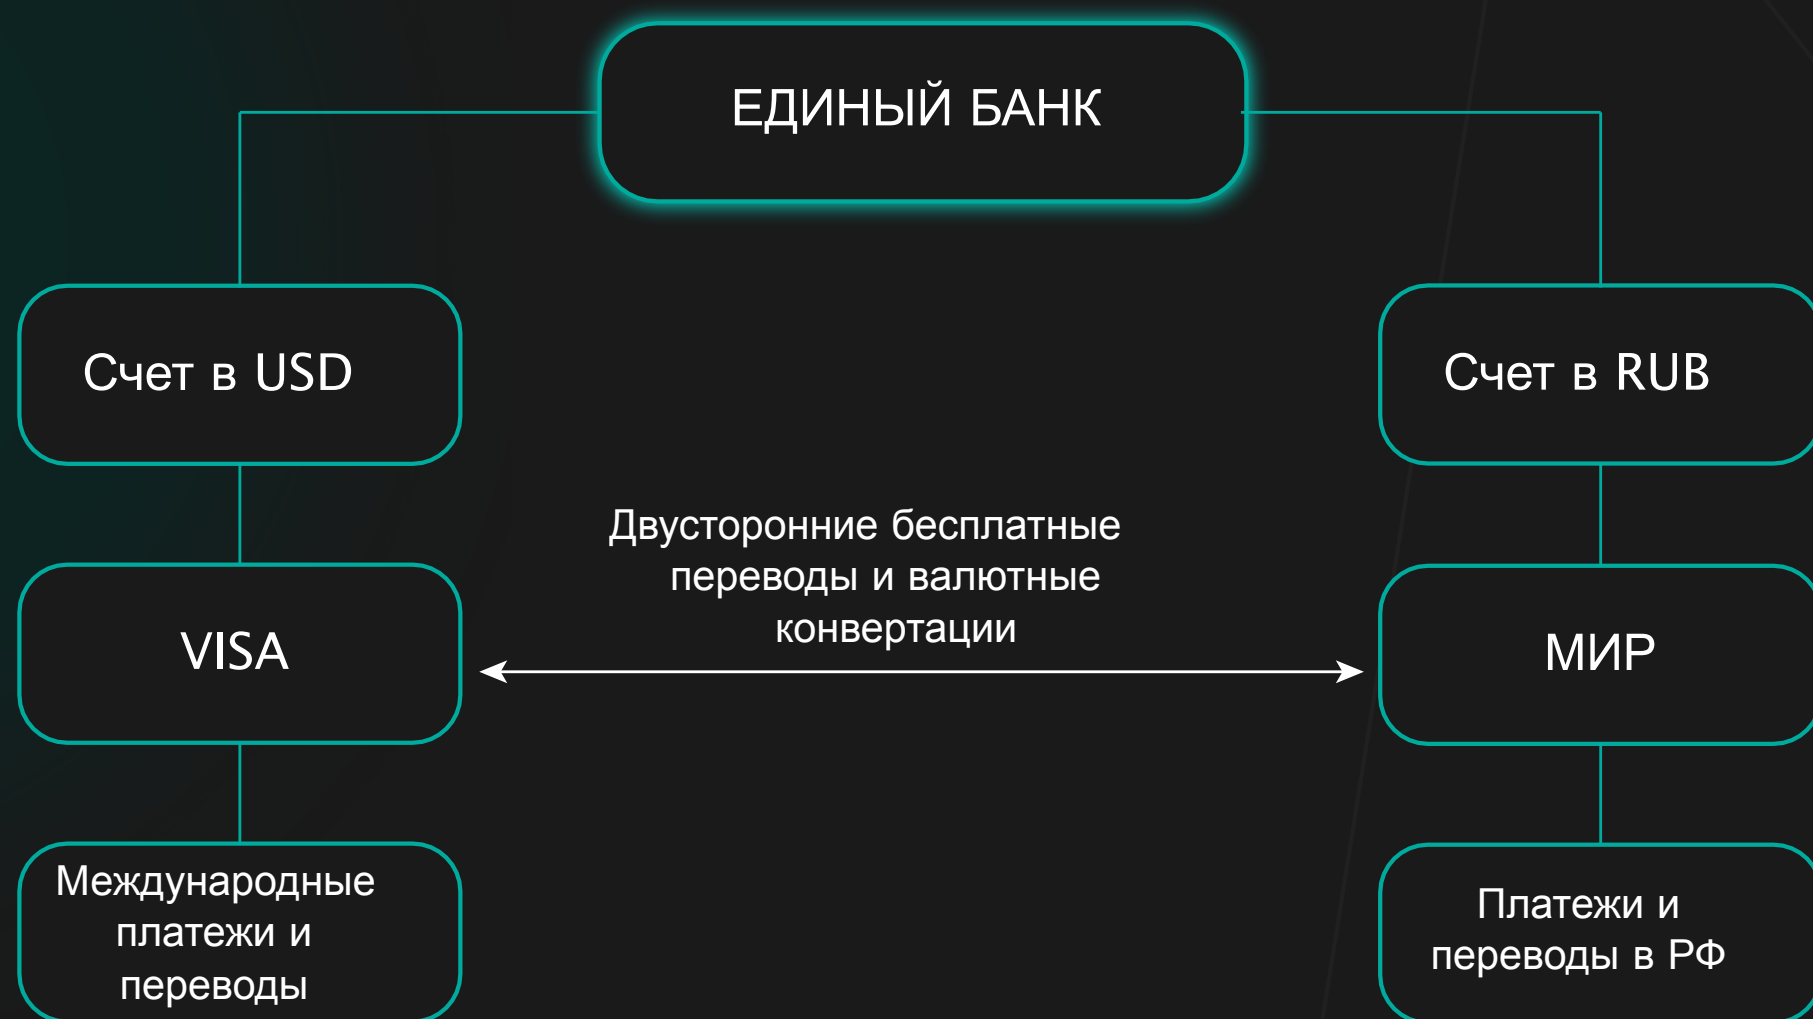 ЕДИНЫЙ БАНК
Счет в USD
Счет в RUB
Двусторонние бесплатные
переводы и валютные
конвертации
VISA
МИР
Международные
платежи и
переводы
Платежи и
переводы в РФ